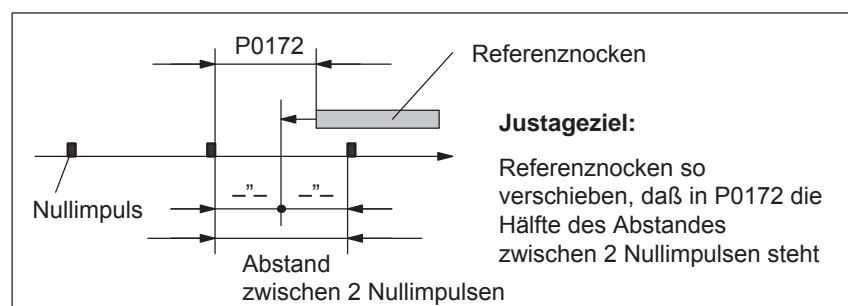 P0172
Referenznocken
Justageziel:
Referenznocken so
verschieben, daß in P0172 die
Hälfte des Abstandes
zwischen 2 Nullimpulsen steht
Nullimpuls
–”– –”–
Abstand
zwischen 2 Nullimpulsen